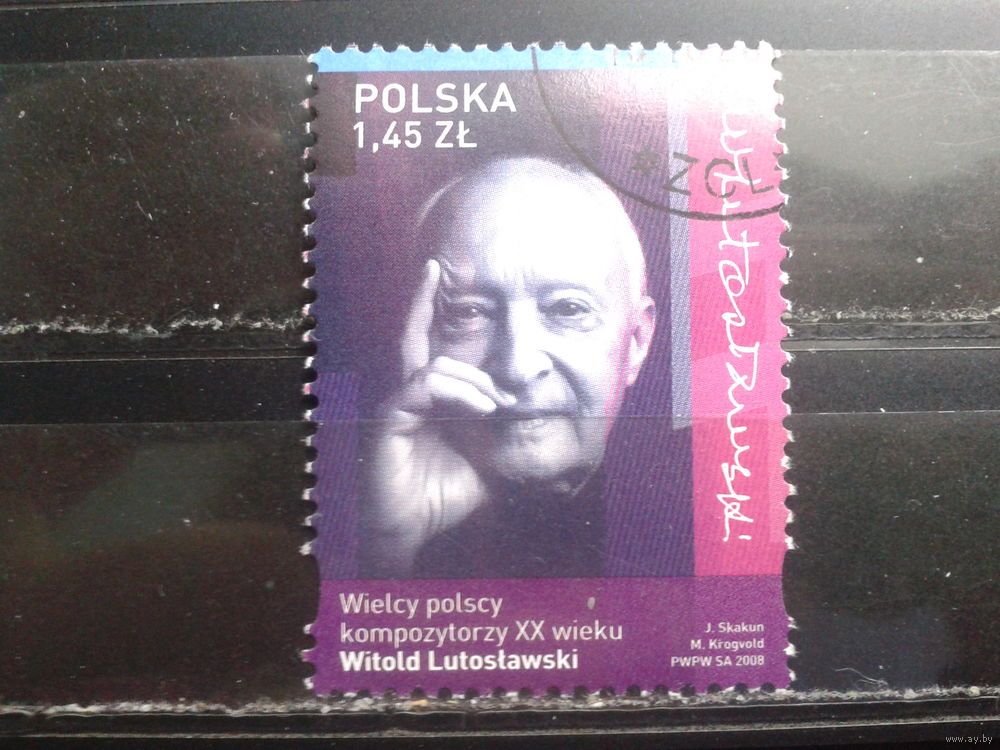 POLSKA
1,45 ZŁ
Lutosławski
Wielcy polscy
kompozytorzy XX wieku
Witold Lutosławski
J. Skakun
M. Krogvold
PWPW SA 2008
www.ay.by